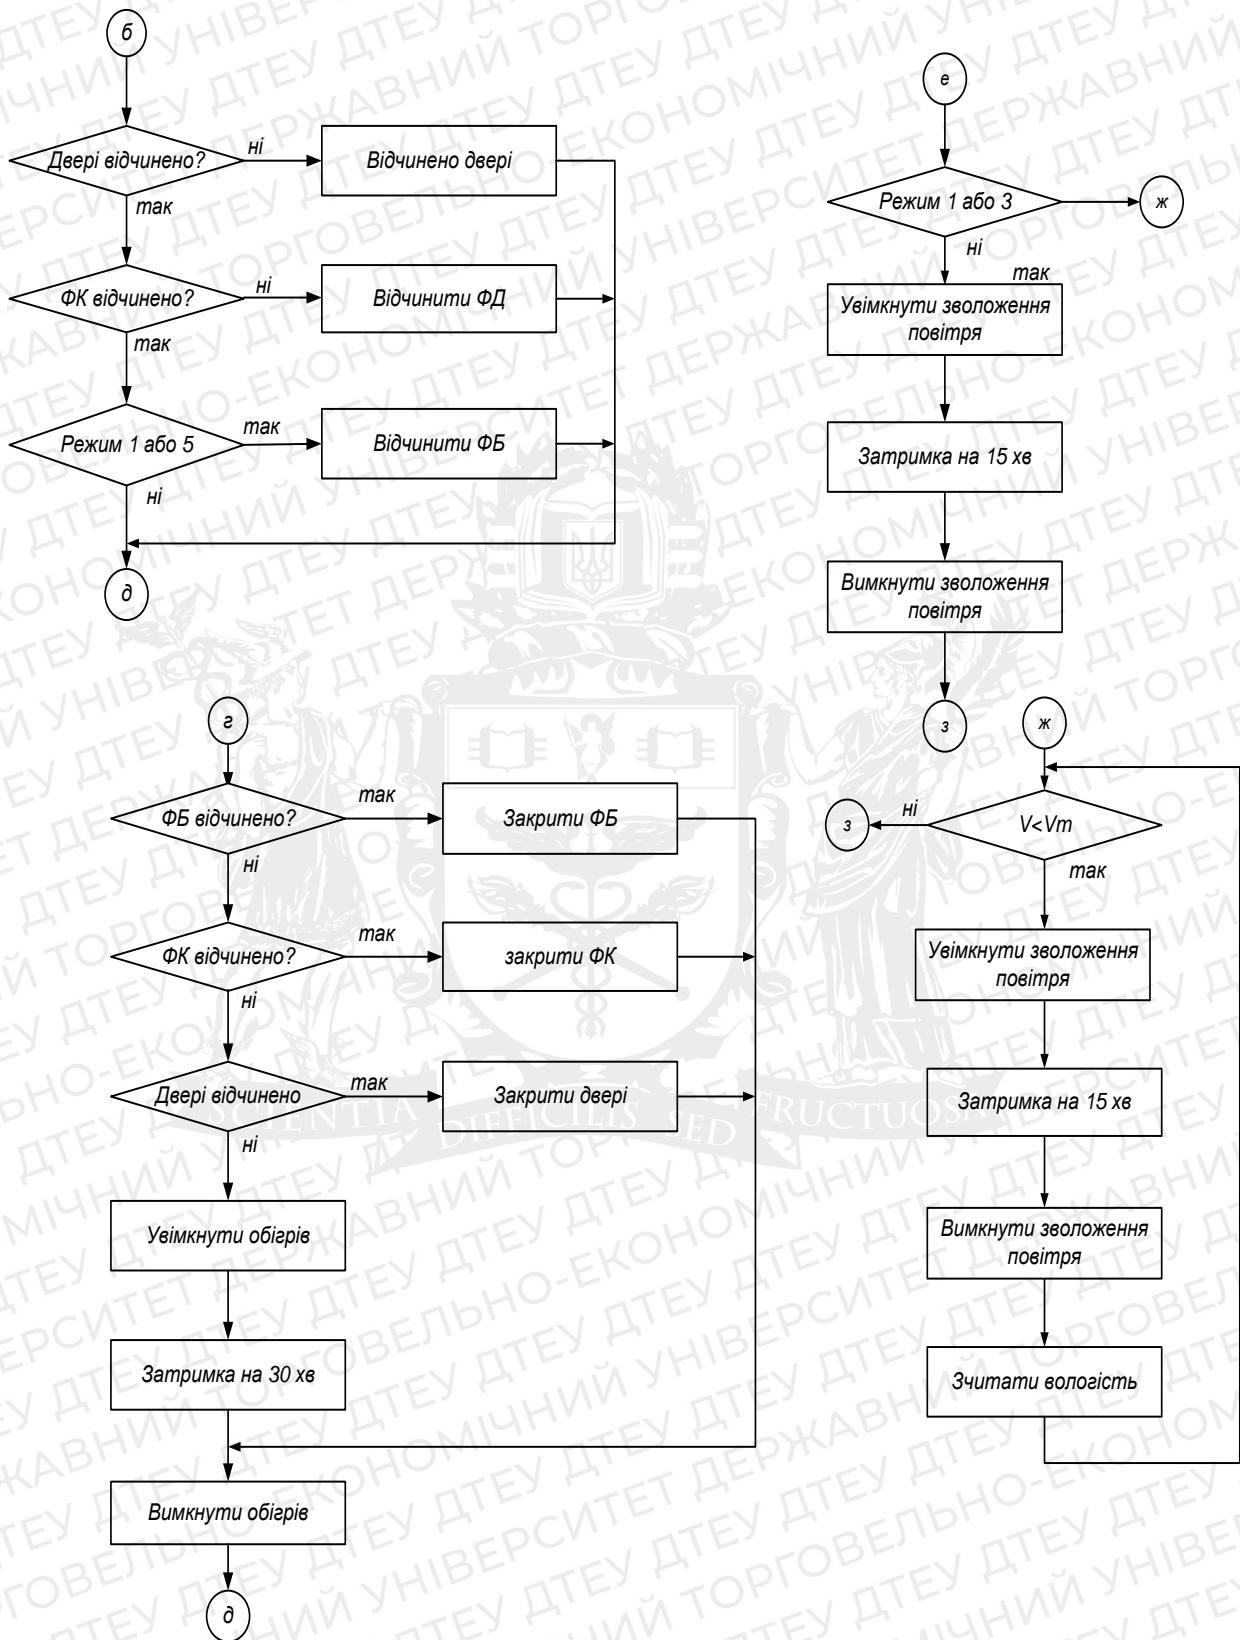 б
Двері відчинено?
ні
Відчинено двері
так
ФК відчинено?
ні
Відчинити ФД
так
Режим 1 або 5
так
Відчинити ФБ
ні
д
е
Режим 1 або 3
ж
ні
так
Увімкнути зволоження
повітря
Затримка на 15 хв
Вимкнути зволоження
повітря
з
г
ФБ відчинено?
так
Закрити ФБ
ні
ФК відчинено?
так
закрити ФК
ні
Двері відчинено
так
Закрити двері
ні
Увімкнути обігрів
Затримка на 30 хв
Вимкнути обігрів
д
ж
V<Vm
ні
з
так
Увімкнути зволоження
повітря
Затримка на 15 хв
Вимкнути зволоження
повітря
Зчитати вологість